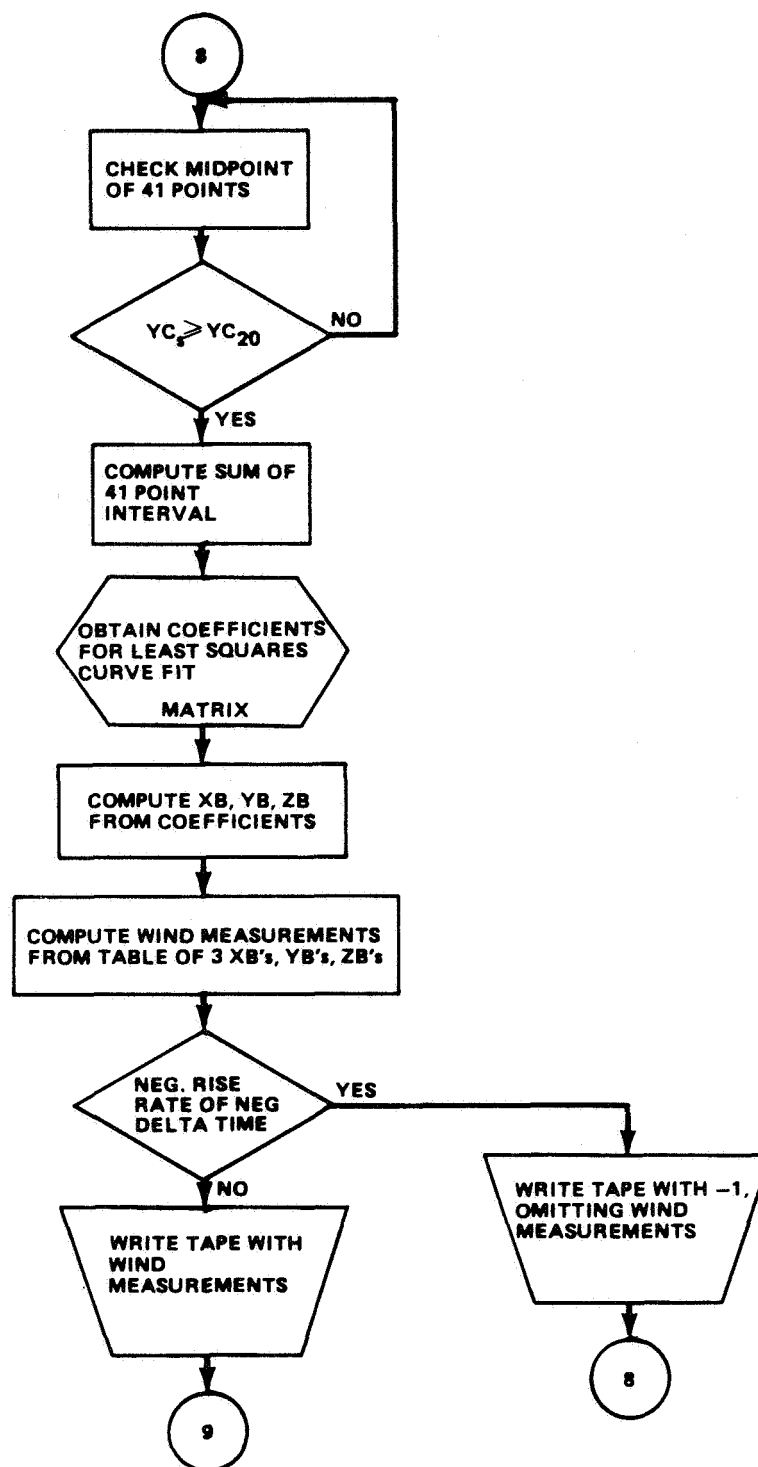 8
CHECK MIDPOINT
OF 41 POINTS
YCs ⩾ YC20
NO
YES
COMPUTE SUM OF
41 POINT
INTERVAL
OBTAIN COEFFICIENTS
FOR LEAST SQUARES
CURVE FIT
MATRIX
COMPUTE XB, YB, ZB
FROM COEFFICIENTS
COMPUTE WIND MEASUREMENTS
FROM TABLE OF 3 XB's, YB's, ZB's
NEG. RISE
RATE OF NEG
DELTA TIME
YES
NO
WRITE TAPE WITH
WIND
MEASUREMENTS
WRITE TAPE WITH −1,
OMITTING WIND
MEASUREMENTS
9
8